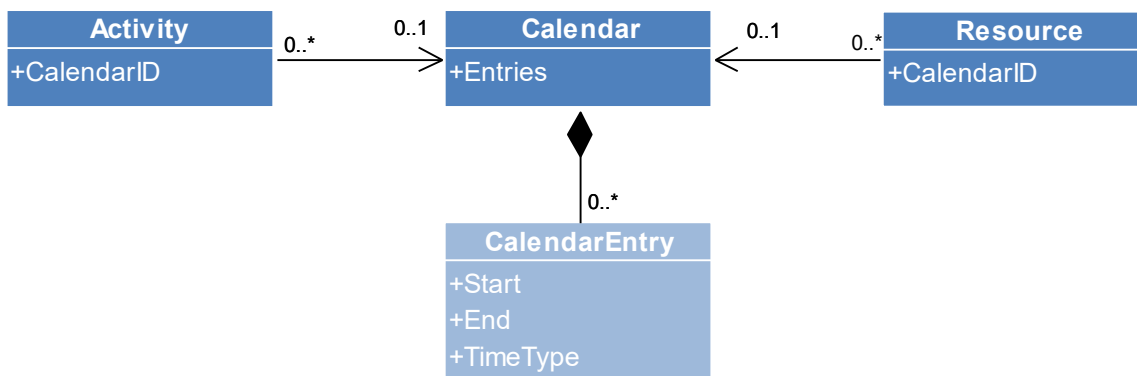 Activity
+CalendarID
0..*
0..1
Calendar
+Entries
0..1
0..*
Resource
+CalendarID
0..*
CalendarEntry
+Start
+End
+TimeType